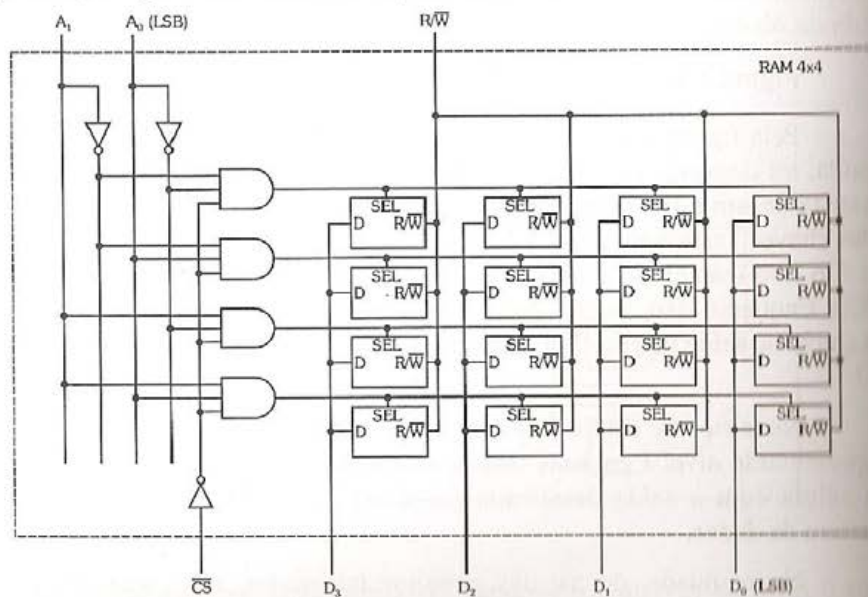 A₁ A₀ (LSB) R/W̅
RAM 4x4
SEL SEL SEL SEL
D R/W̅ D R/W̅ D R/W̅ D R/W̅
SEL SEL SEL SEL
D R/W̅ D R/W̅ D R/W̅ D R/W̅
SEL SEL SEL SEL
D R/W̅ D R/W̅ D R/W̅ D R/W̅
SEL SEL SEL SEL
D R/W̅ D R/W̅ D R/W̅ D R/W̅
C̅S̅ D₃ D₂ D₁ D₀ (LSB)